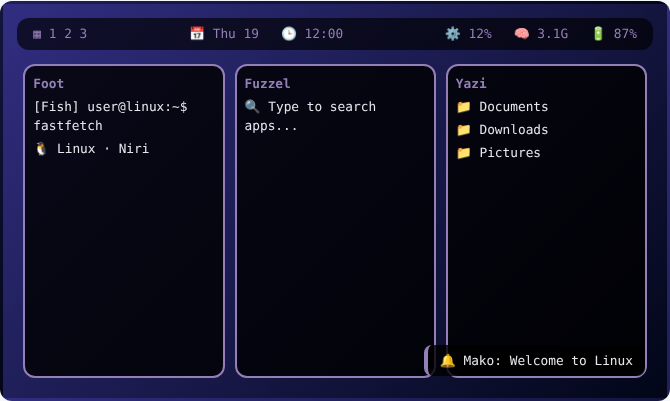 ▦ 1 2 3
📅 Thu 19
🕒 12:00
⚙️ 12%
🧠 3.1G
🔋 87%
Foot
[Fish] user@linux:~$
fastfetch
🐧 Linux · Niri
Fuzzel
🔍 Type to search
apps...
Yazi
📁 Documents
📁 Downloads
📁 Pictures
🔔 Mako: Welcome to Linux